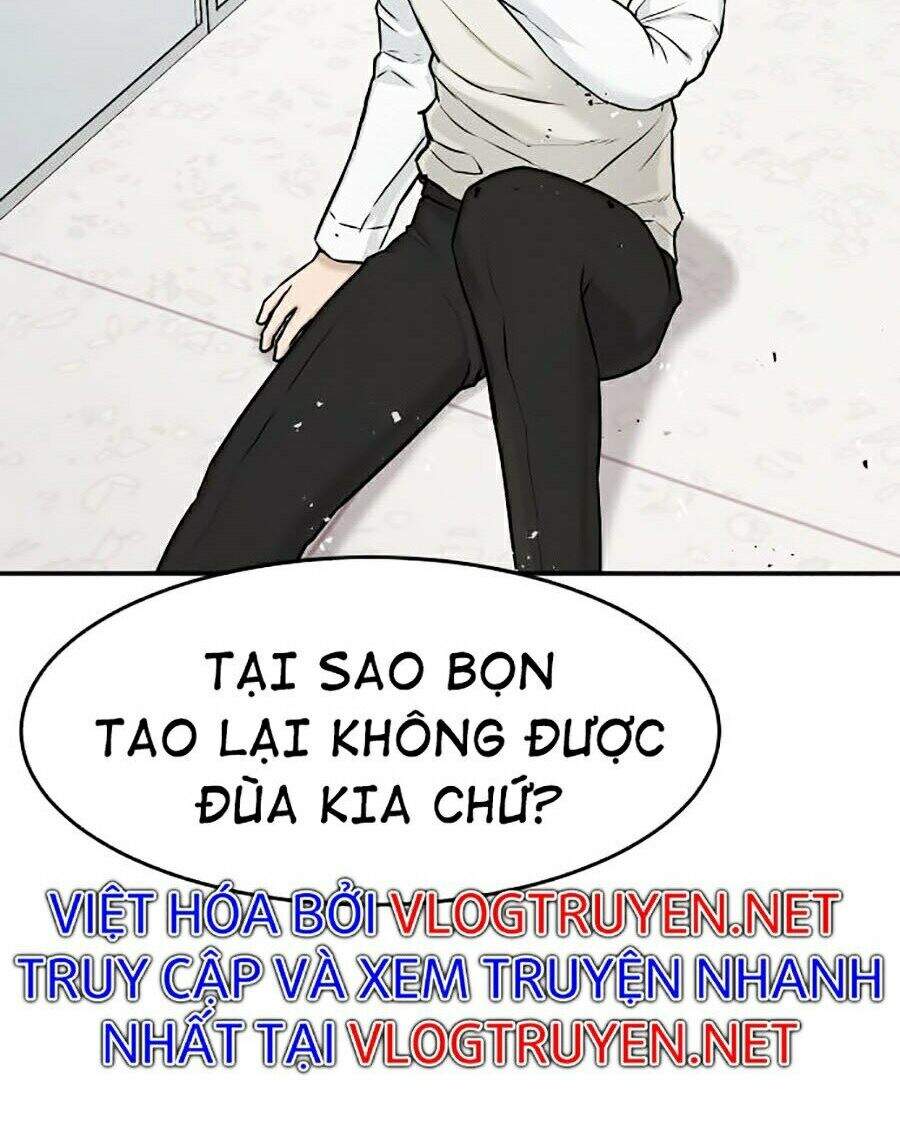 TẠI SAO BỌN
TAO LẠI KHÔNG ĐƯỢC
ĐÙA KIA CHỨ?
VIỆT HÓA BỞI VLOGTRUYEN.NET
TRUY CẬP VÀ XEM TRUYỆN NHANH
NHẤT TẠI VLOGTRUYEN.NET